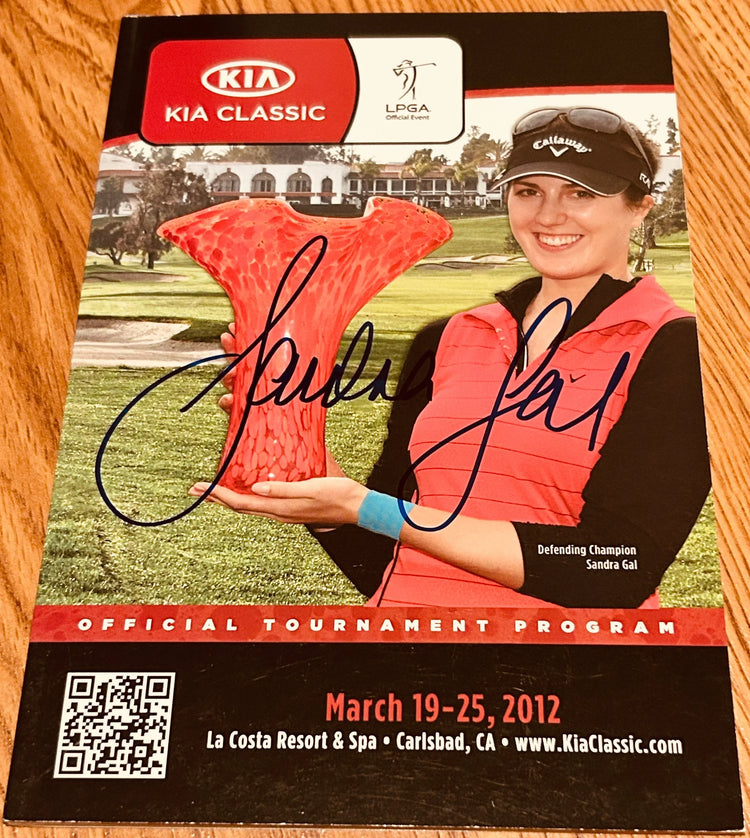 KIA
KIA CLASSIC
LPGA
Official Event
Callaway
Sandra Gal
Defending Champion
Sandra Gal
OFFICIAL TOURNAMENT PROGRAM
March 19-25, 2012
La Costa Resort & Spa • Carlsbad, CA • www.KiaClassic.com